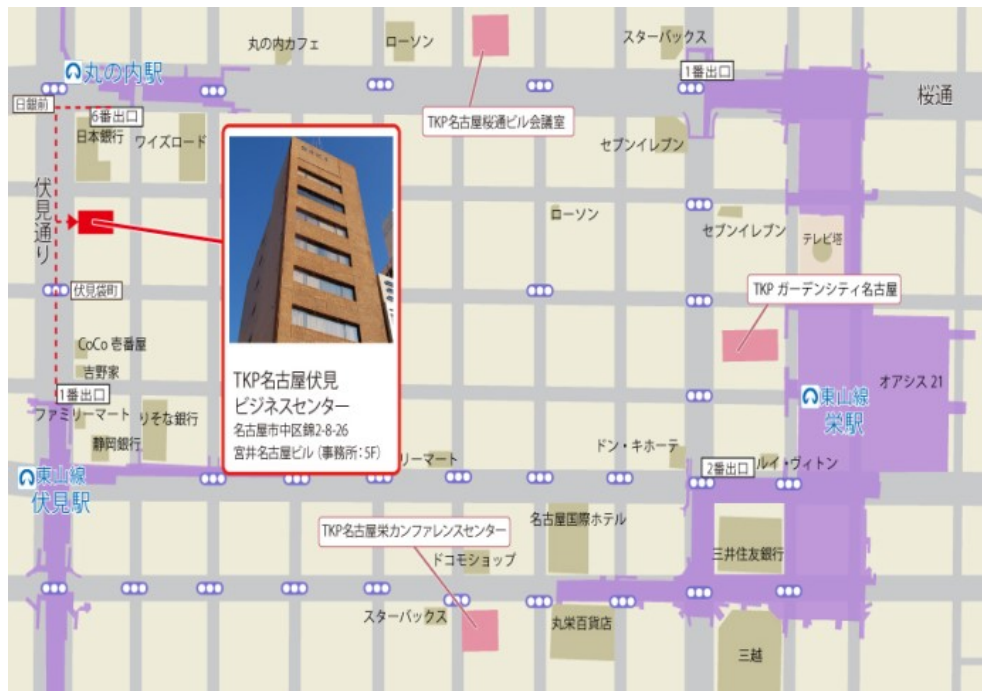 丸の内カフェ
ローソン
スターバックス
丸の内駅
1番出口
桜通
日銀前
6番出口
日本銀行
ワイズロード
TKP名古屋桜通ビル会議室
セブンイレブン
伏見通り
ローソン
セブンイレブン
テレビ塔
伏見袋町
TKP ガーデンシティ名古屋
CoCo 壱番屋
吉野家
TKP名古屋伏見
ビジネスセンター
名古屋市中区錦2-8-26
宮井名古屋ビル (事務所:5F)
オアシス 21
1番出口
東山線
栄駅
ファミリーマート
りそな銀行
静岡銀行
リーマート
ドン・キホーテ
2番出口
ルイ・ヴィトン
東山線
伏見駅
TKP名古屋栄カンファレンスセンター
名古屋国際ホテル
ドコモショップ
三井住友銀行
スターバックス
丸栄百貨店
三越